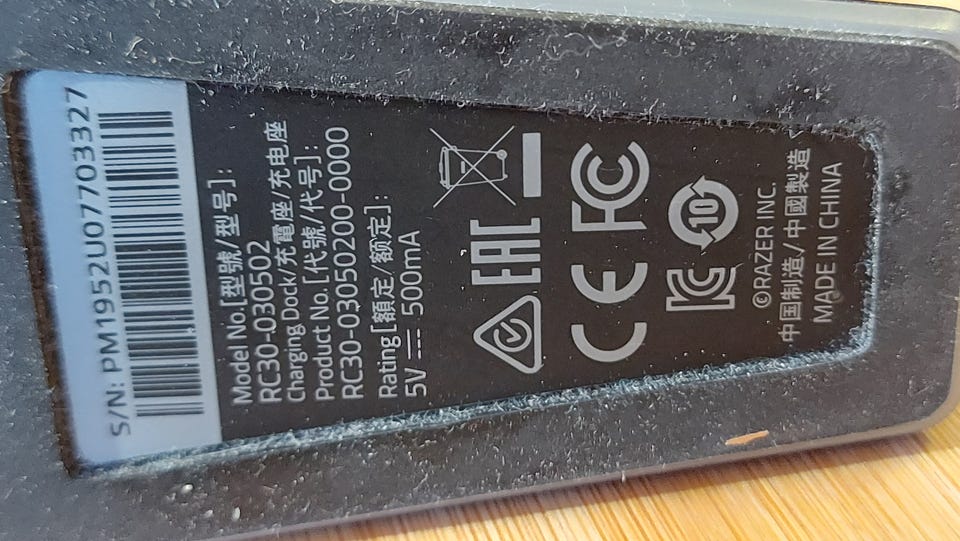 S/N: PM1952U07703327
Model No.[型號/型号]:
RC30-030502
Charging Dock/充電座/充电座
Product No.[代號/代号]:
RC30-03050200-0000
Rating[額定/额定]:
5V ⎓ 500mA
EAC
CE FC
KC 10
©RAZER INC.
中国制造/中國製造
MADE IN CHINA